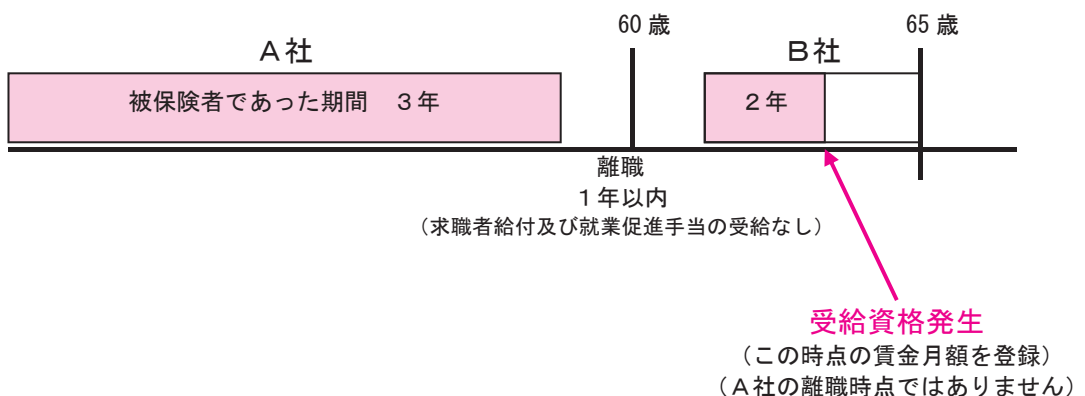 60 歳
65 歳
A社
B社
被保険者であった期間　3年
2年
離職
1年以内
（求職者給付及び就業促進手当の受給なし）
受給資格発生
（この時点の賃金月額を登録）
（A社の離職時点ではありません）